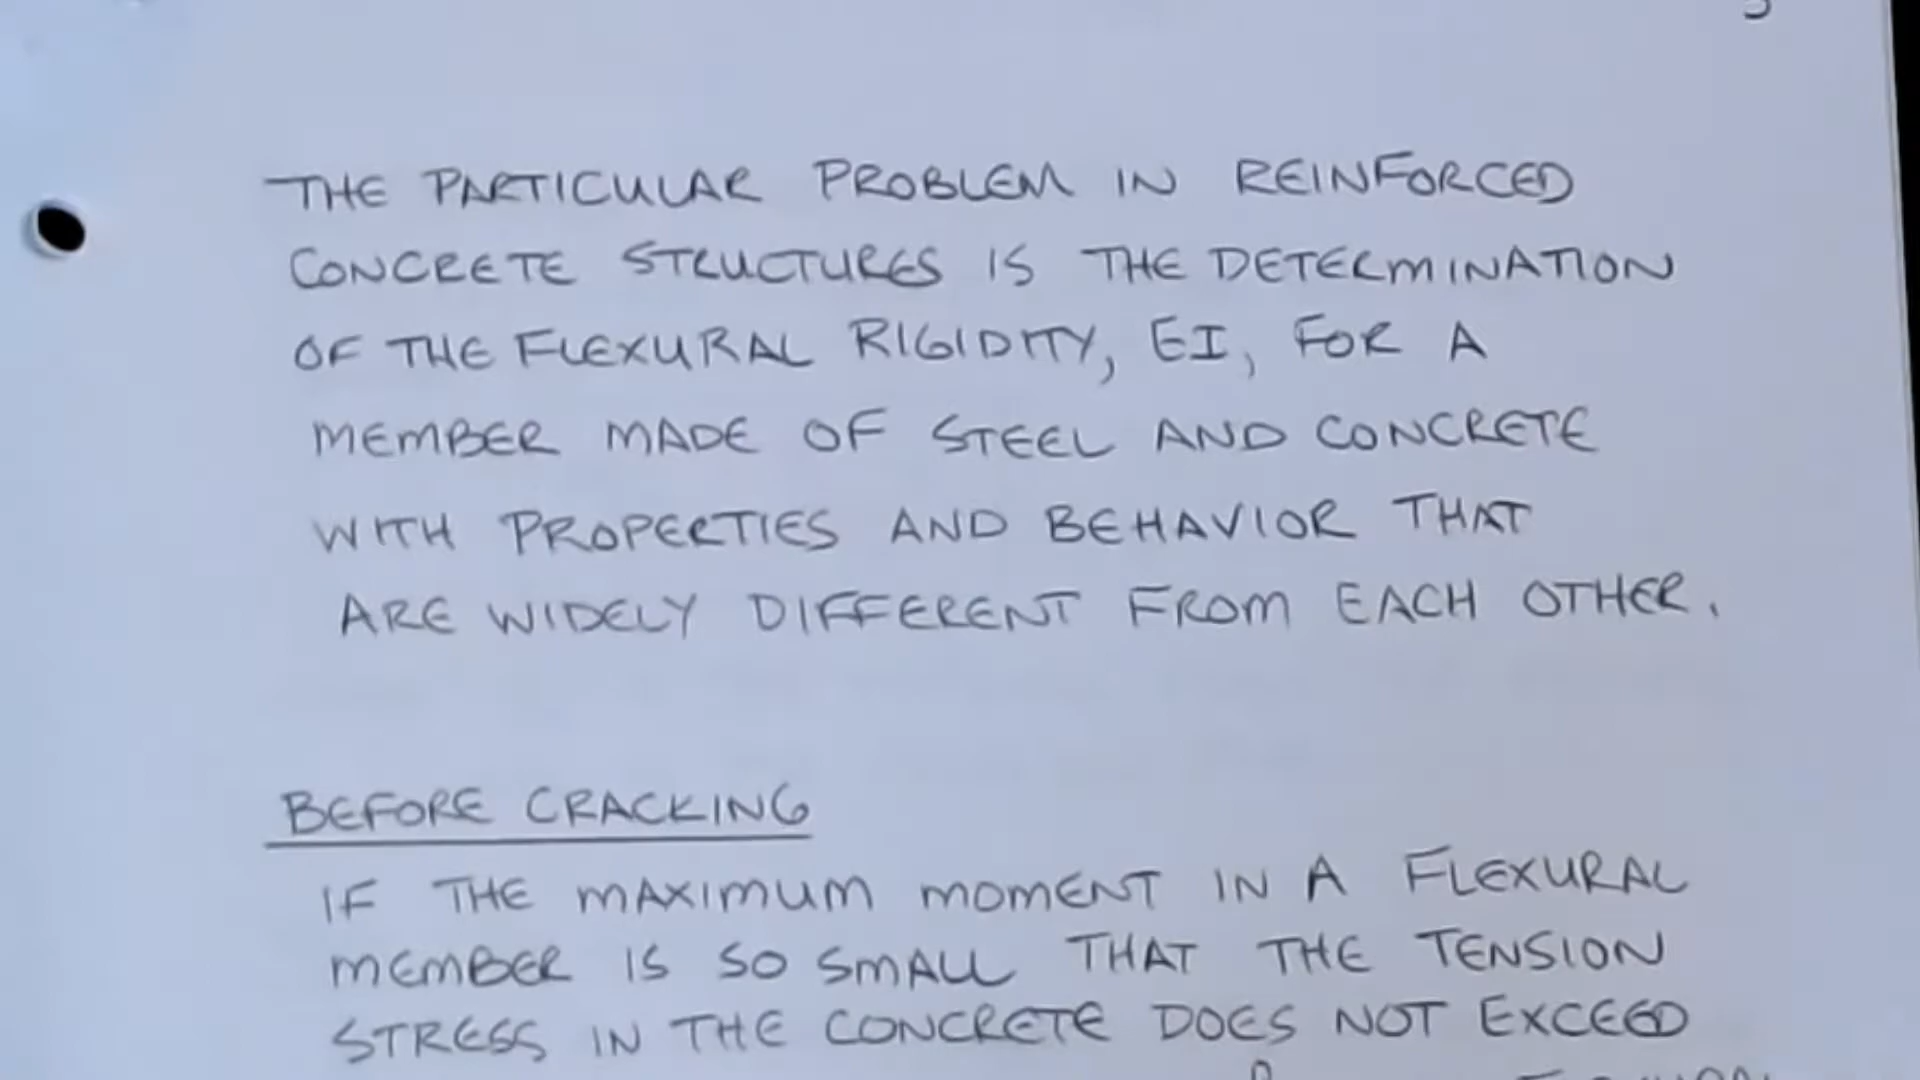 THE PARTICULAR PROBLEM IN REINFORCED
CONCRETE STRUCTURES IS THE DETERMINATION
OF THE FLEXURAL RIGIDITY, EI, FOR A
MEMBER MADE OF STEEL AND CONCRETE
WITH PROPERTIES AND BEHAVIOR THAT
ARE WIDELY DIFFERENT FROM EACH OTHER.
BEFORE CRACKING
IF THE MAXIMUM MOMENT IN A FLEXURAL
MEMBER IS SO SMALL THAT THE TENSION
STRESS IN THE CONCRETE DOES NOT EXCEED